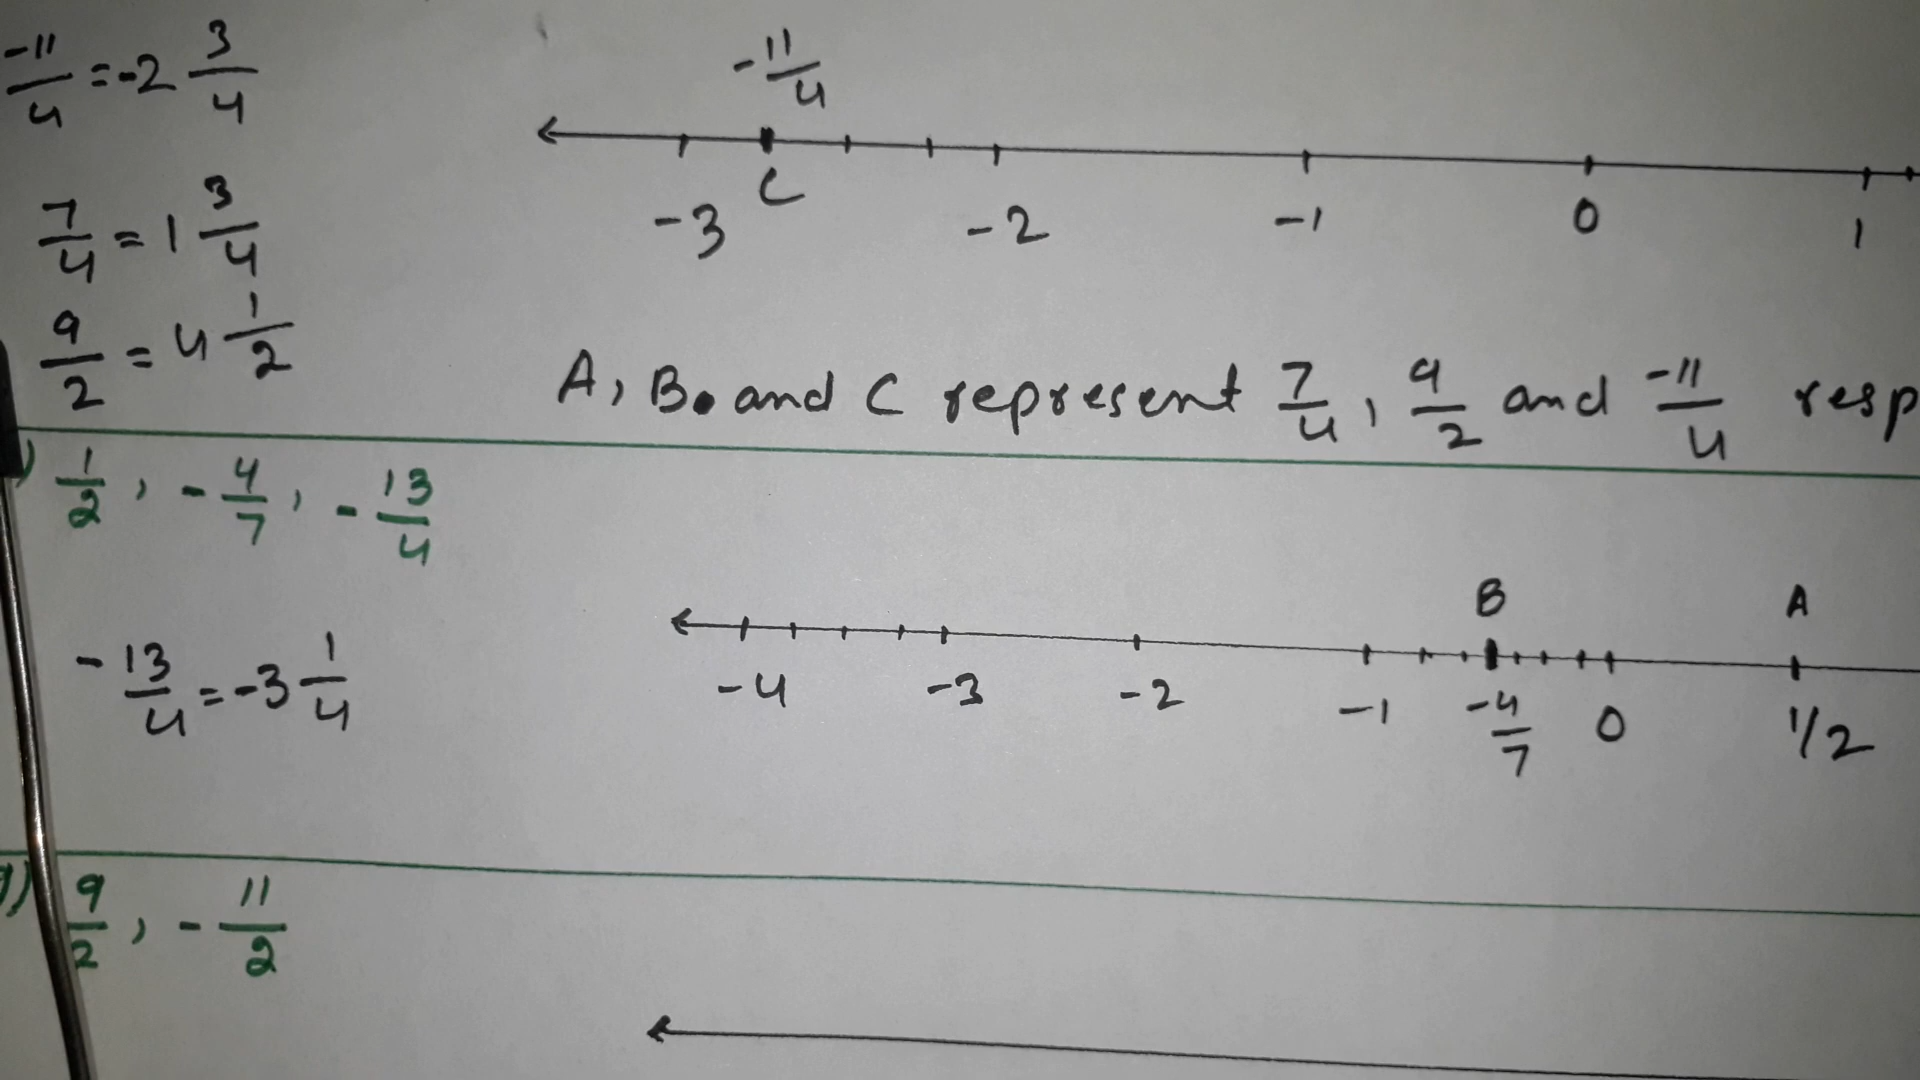 -11/4 = -2 3/4
-11/4
C
-3 -2 -1 0 1
7/4 = 1 3/4
9/2 = 4 1/2
A, B and C represent 7/4, 9/2 and -11/4 resp
) 1/2, -4/7, -13/4
B A
-13/4 = -3 1/4
-4 -3 -2 -1 -4/7 0 1/2
) 9/2, -11/2